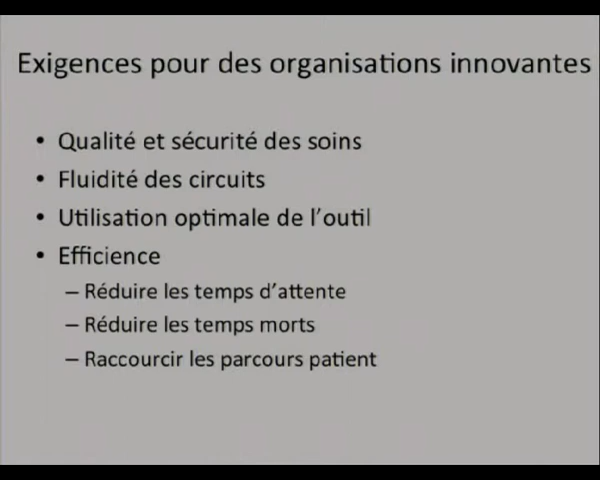 Exigences pour des organisations innovantes
• Qualité et sécurité des soins
• Fluidité des circuits
• Utilisation optimale de l'outil
• Efficience
– Réduire les temps d'attente
– Réduire les temps morts
– Raccourcir les parcours patient